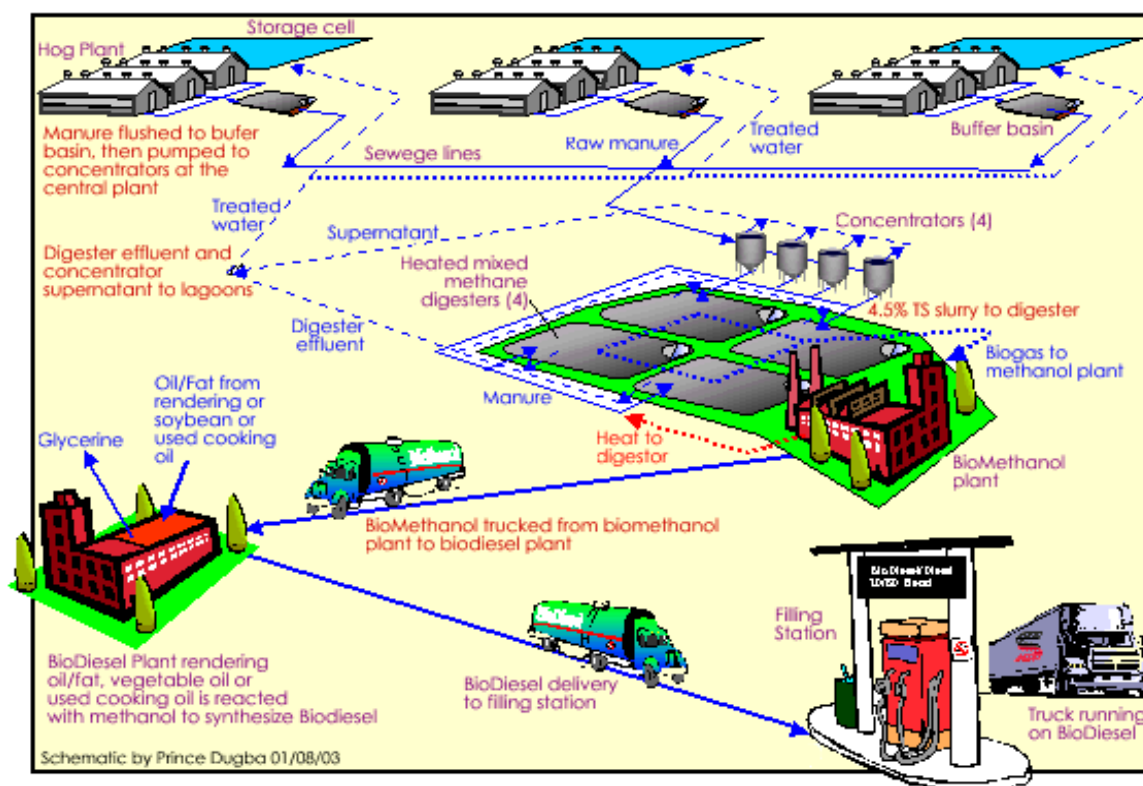 Storage cell
Hog Plant
Manure flushed to bufer
basin, then pumped to
concentrators at the
central plant
Sewege lines
Raw manure
Treated
water
Buffer basin
Treated
water
Supernatant
Concentrators (4)
Digester effluent and
concentrator
supernatant to lagoons
Heated mixed
methane
digesters (4)
4.5% TS slurry to digester
Digester
effluent
Biogas to
methanol plant
Manure
Oil/Fat from
rendering or
soybean or
used cooking
oil
Glycerine
Heat to
digestor
BioMethanol
plant
Methanol
BioMethanol trucked from biomethanol
plant to biodiesel plant
BioDiesel/Diesel
Filling
Station
BioDiesel
BioDiesel Plant rendering
oil/fat, vegetable oil or
used cooking oil is reacted
with methanol to synthesize Biodiesel
BioDiesel delivery
to filling station
Truck running
on BioDiesel
Schematic by Prince Dugba 01/08/03